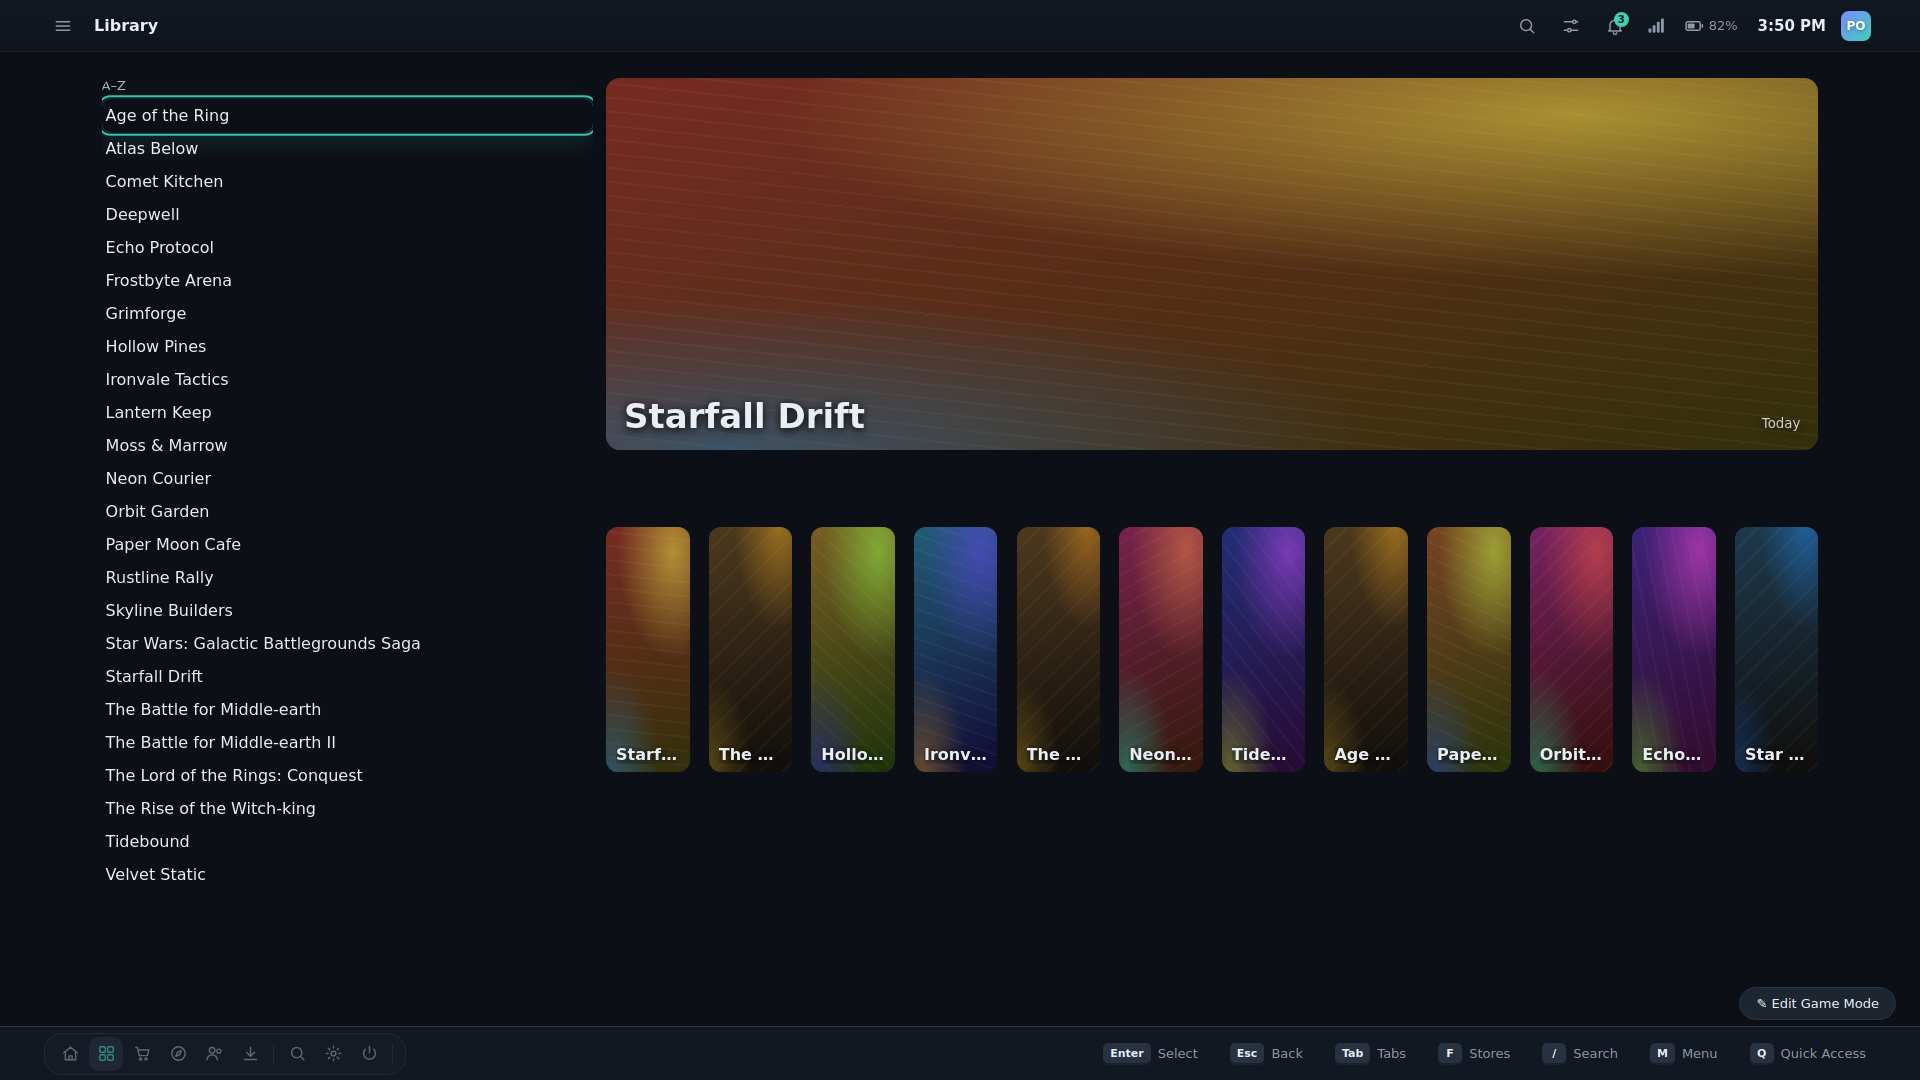 Library
3
82%
3:50 PM
PO
A–Z
Age of the Ring
Atlas Below
Comet Kitchen
Deepwell
Echo Protocol
Frostbyte Arena
Grimforge
Hollow Pines
Ironvale Tactics
Lantern Keep
Moss & Marrow
Neon Courier
Orbit Garden
Paper Moon Cafe
Rustline Rally
Skyline Builders
Star Wars: Galactic Battlegrounds Saga
Starfall Drift
The Battle for Middle-earth
The Battle for Middle-earth II
The Lord of the Rings: Conquest
The Rise of the Witch-king
Tidebound
Velvet Static
Starfall Drift
Today
Starf…
The …
Hollo…
Ironv…
The …
Neon…
Tide…
Age …
Pape…
Orbit…
Echo…
Star …
✎ Edit Game Mode
Enter Select
Esc Back
Tab Tabs
F Stores
/ Search
M Menu
Q Quick Access